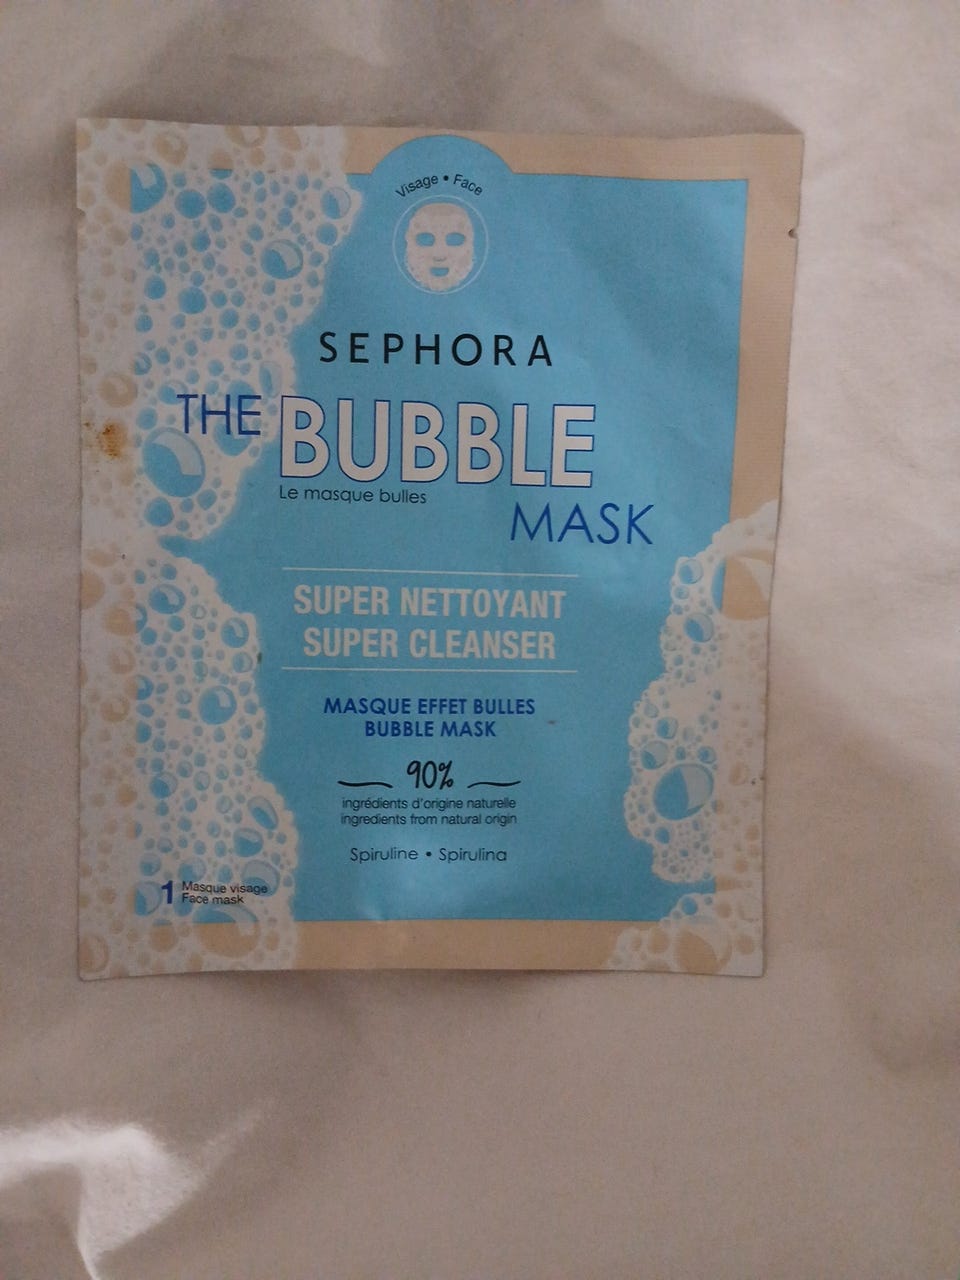 Visage • Face
SEPHORA
THE BUBBLE
Le masque bulles
MASK
SUPER NETTOYANT
SUPER CLEANSER
MASQUE EFFET BULLES
BUBBLE MASK
90%
ingrédients d'origine naturelle
ingredients from natural origin
Spiruline • Spirulina
1 Masque visage
Face mask